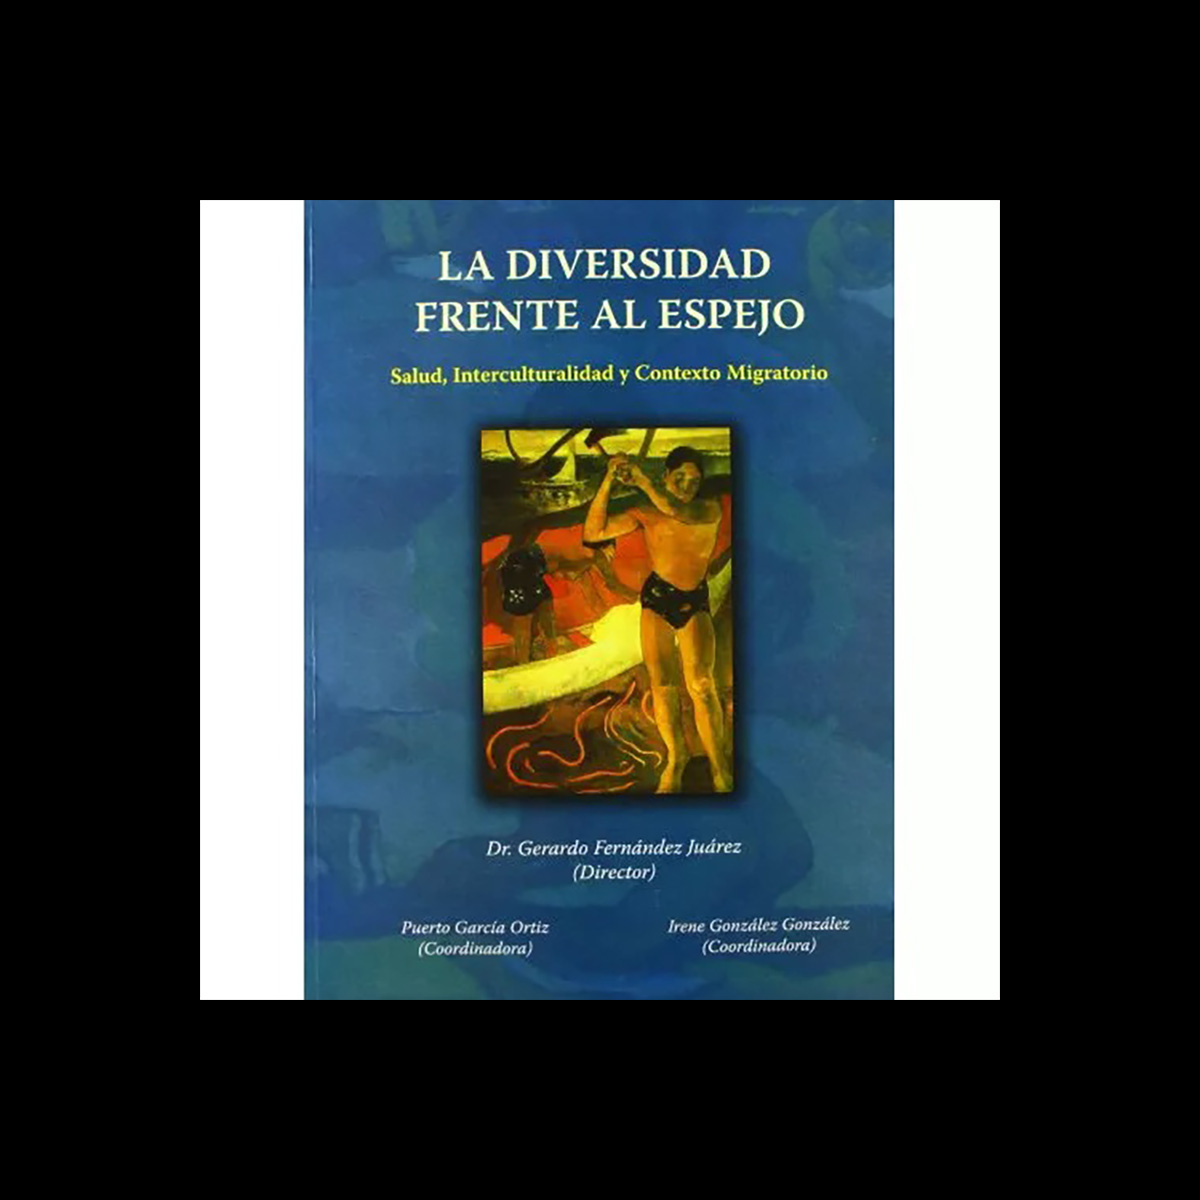 LA DIVERSIDAD
FRENTE AL ESPEJO
Salud, Interculturalidad y Contexto Migratorio
Dr. Gerardo Fernández Juárez
(Director)
Puerto García Ortiz
(Coordinadora)
Irene González González
(Coordinadora)